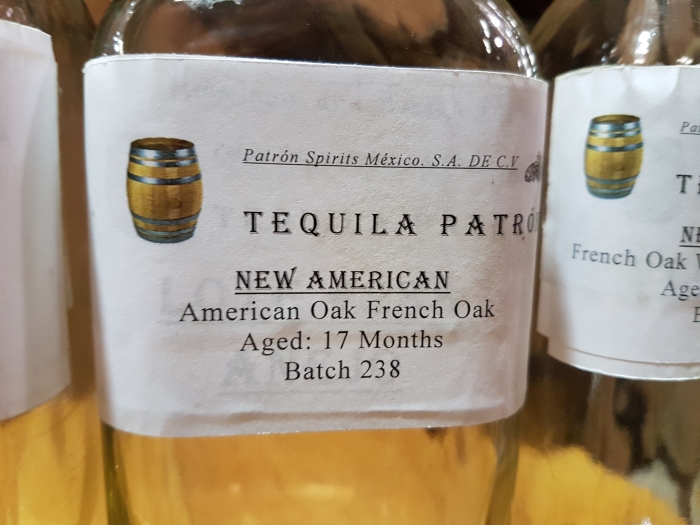 Patrón Spirits México. S.A. DE C.V
TEQUILA PATRÓ
NEW AMERICAN
American Oak French Oak
Aged: 17 Months
Batch 238
French Oak